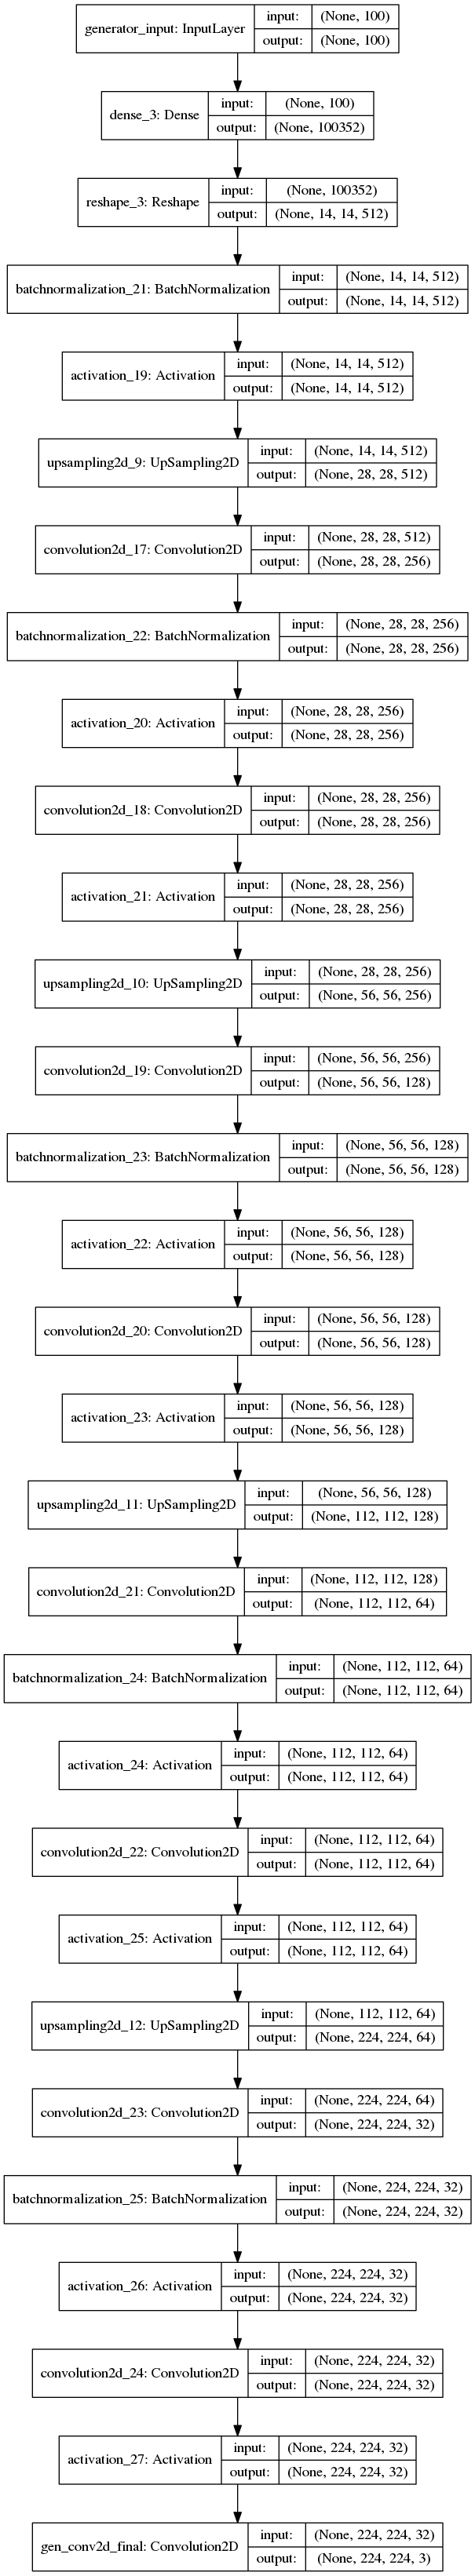 generator_input: InputLayer
input: (None, 100)
output: (None, 100)
dense_3: Dense
input: (None, 100)
output: (None, 100352)
reshape_3: Reshape
input: (None, 100352)
output: (None, 14, 14, 512)
batchnormalization_21: BatchNormalization
input: (None, 14, 14, 512)
output: (None, 14, 14, 512)
activation_19: Activation
input: (None, 14, 14, 512)
output: (None, 14, 14, 512)
upsampling2d_9: UpSampling2D
input: (None, 14, 14, 512)
output: (None, 28, 28, 512)
convolution2d_17: Convolution2D
input: (None, 28, 28, 512)
output: (None, 28, 28, 256)
batchnormalization_22: BatchNormalization
input: (None, 28, 28, 256)
output: (None, 28, 28, 256)
activation_20: Activation
input: (None, 28, 28, 256)
output: (None, 28, 28, 256)
convolution2d_18: Convolution2D
input: (None, 28, 28, 256)
output: (None, 28, 28, 256)
activation_21: Activation
input: (None, 28, 28, 256)
output: (None, 28, 28, 256)
upsampling2d_10: UpSampling2D
input: (None, 28, 28, 256)
output: (None, 56, 56, 256)
convolution2d_19: Convolution2D
input: (None, 56, 56, 256)
output: (None, 56, 56, 128)
batchnormalization_23: BatchNormalization
input: (None, 56, 56, 128)
output: (None, 56, 56, 128)
activation_22: Activation
input: (None, 56, 56, 128)
output: (None, 56, 56, 128)
convolution2d_20: Convolution2D
input: (None, 56, 56, 128)
output: (None, 56, 56, 128)
activation_23: Activation
input: (None, 56, 56, 128)
output: (None, 56, 56, 128)
upsampling2d_11: UpSampling2D
input: (None, 56, 56, 128)
output: (None, 112, 112, 128)
convolution2d_21: Convolution2D
input: (None, 112, 112, 128)
output: (None, 112, 112, 64)
batchnormalization_24: BatchNormalization
input: (None, 112, 112, 64)
output: (None, 112, 112, 64)
activation_24: Activation
input: (None, 112, 112, 64)
output: (None, 112, 112, 64)
convolution2d_22: Convolution2D
input: (None, 112, 112, 64)
output: (None, 112, 112, 64)
activation_25: Activation
input: (None, 112, 112, 64)
output: (None, 112, 112, 64)
upsampling2d_12: UpSampling2D
input: (None, 112, 112, 64)
output: (None, 224, 224, 64)
convolution2d_23: Convolution2D
input: (None, 224, 224, 64)
output: (None, 224, 224, 32)
batchnormalization_25: BatchNormalization
input: (None, 224, 224, 32)
output: (None, 224, 224, 32)
activation_26: Activation
input: (None, 224, 224, 32)
output: (None, 224, 224, 32)
convolution2d_24: Convolution2D
input: (None, 224, 224, 32)
output: (None, 224, 224, 32)
activation_27: Activation
input: (None, 224, 224, 32)
output: (None, 224, 224, 32)
gen_conv2d_final: Convolution2D
input: (None, 224, 224, 32)
output: (None, 224, 224, 3)